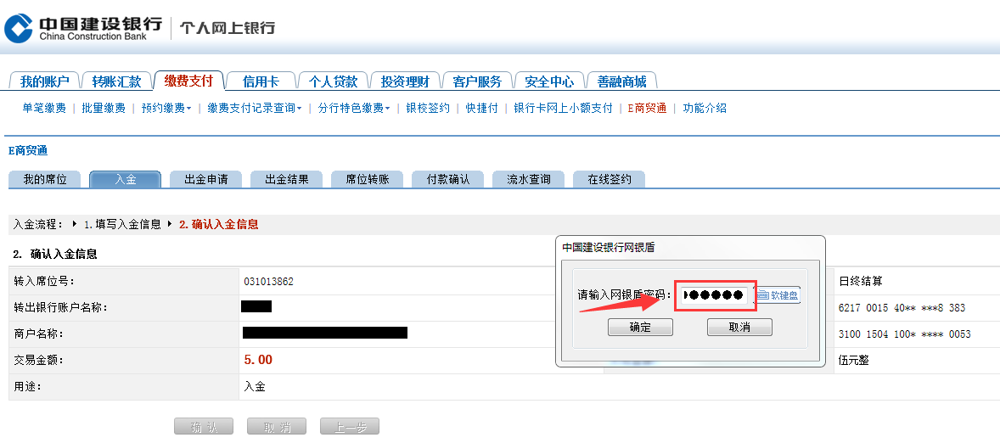 中国建设银行 个人网上银行
China Construction Bank
我的账户 转账汇款 缴费支付 信用卡 个人贷款 投资理财 客户服务 安全中心 善融商城
单笔缴费 | 批量缴费 | 预约缴费 | 缴费支付记录查询 | 分行特色缴费 | 银校签约 | 快捷付 | 银行卡网上小额支付 | E商贸通 | 功能介绍
E商贸通
我的席位 入金 出金申请 出金结果 席位转账 付款确认 流水查询 在线签约
入金流程： 1.填写入金信息 2.确认入金信息
2. 确认入金信息
中国建设银行网银盾
请输入网银盾密码： ●●●●●● 软键盘
确定 取消
转入席位号： 031013862 日终结算
转出银行账户名称： 6217 0015 40** ***8 383
商户名称： 3100 1504 100* **** 0053
交易金额： 5.00 伍元整
用途： 入金
确 认 取 消 上一步